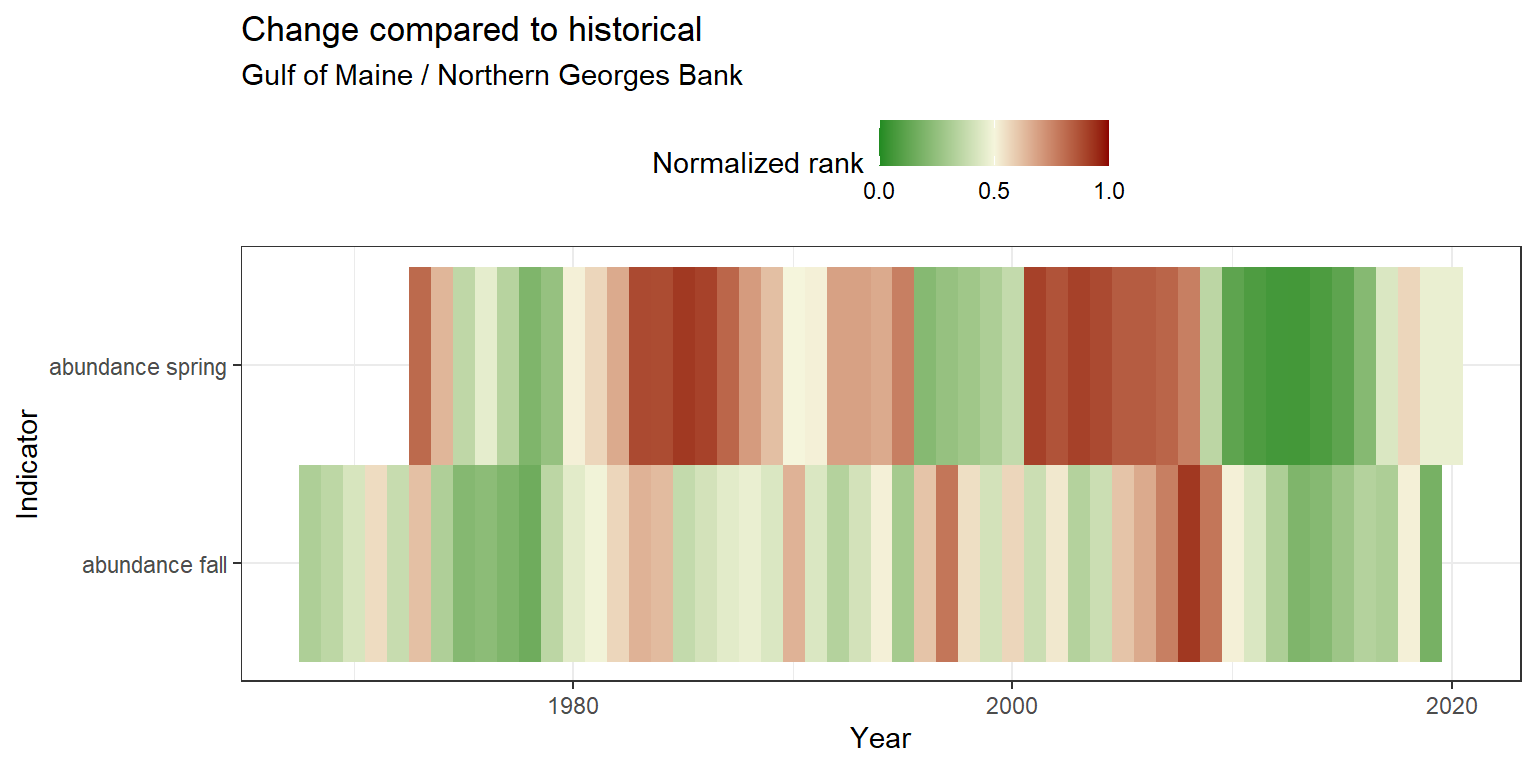 Change compared to historical
Gulf of Maine / Northern Georges Bank
Normalized rank
0.0 0.5 1.0
abundance spring
abundance fall
Indicator
1980 2000 2020
Year